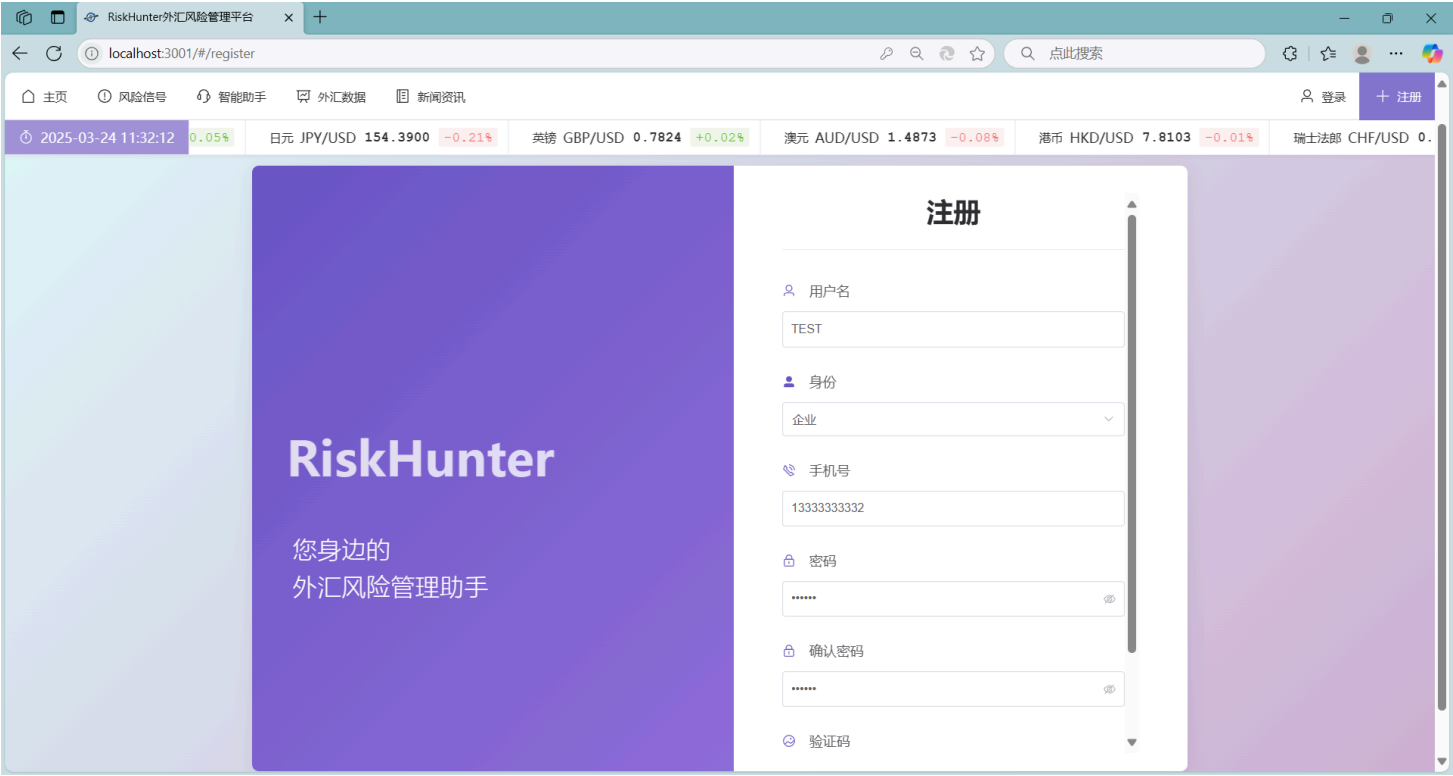 RiskHunter外汇风险管理平台
localhost:3001/#/register
点此搜索
主页 风险信号 智能助手 外汇数据 新闻资讯 登录 注册
2025-03-24 11:32:12 0.05% 日元 JPY/USD 154.3900 -0.21% 英镑 GBP/USD 0.7824 +0.02% 澳元 AUD/USD 1.4873 -0.08% 港币 HKD/USD 7.8103 -0.01% 瑞士法郎 CHF/USD 0.
RiskHunter
您身边的
外汇风险管理助手
注册
用户名
TEST
身份
企业
手机号
13333333332
密码
••••••
确认密码
••••••
验证码